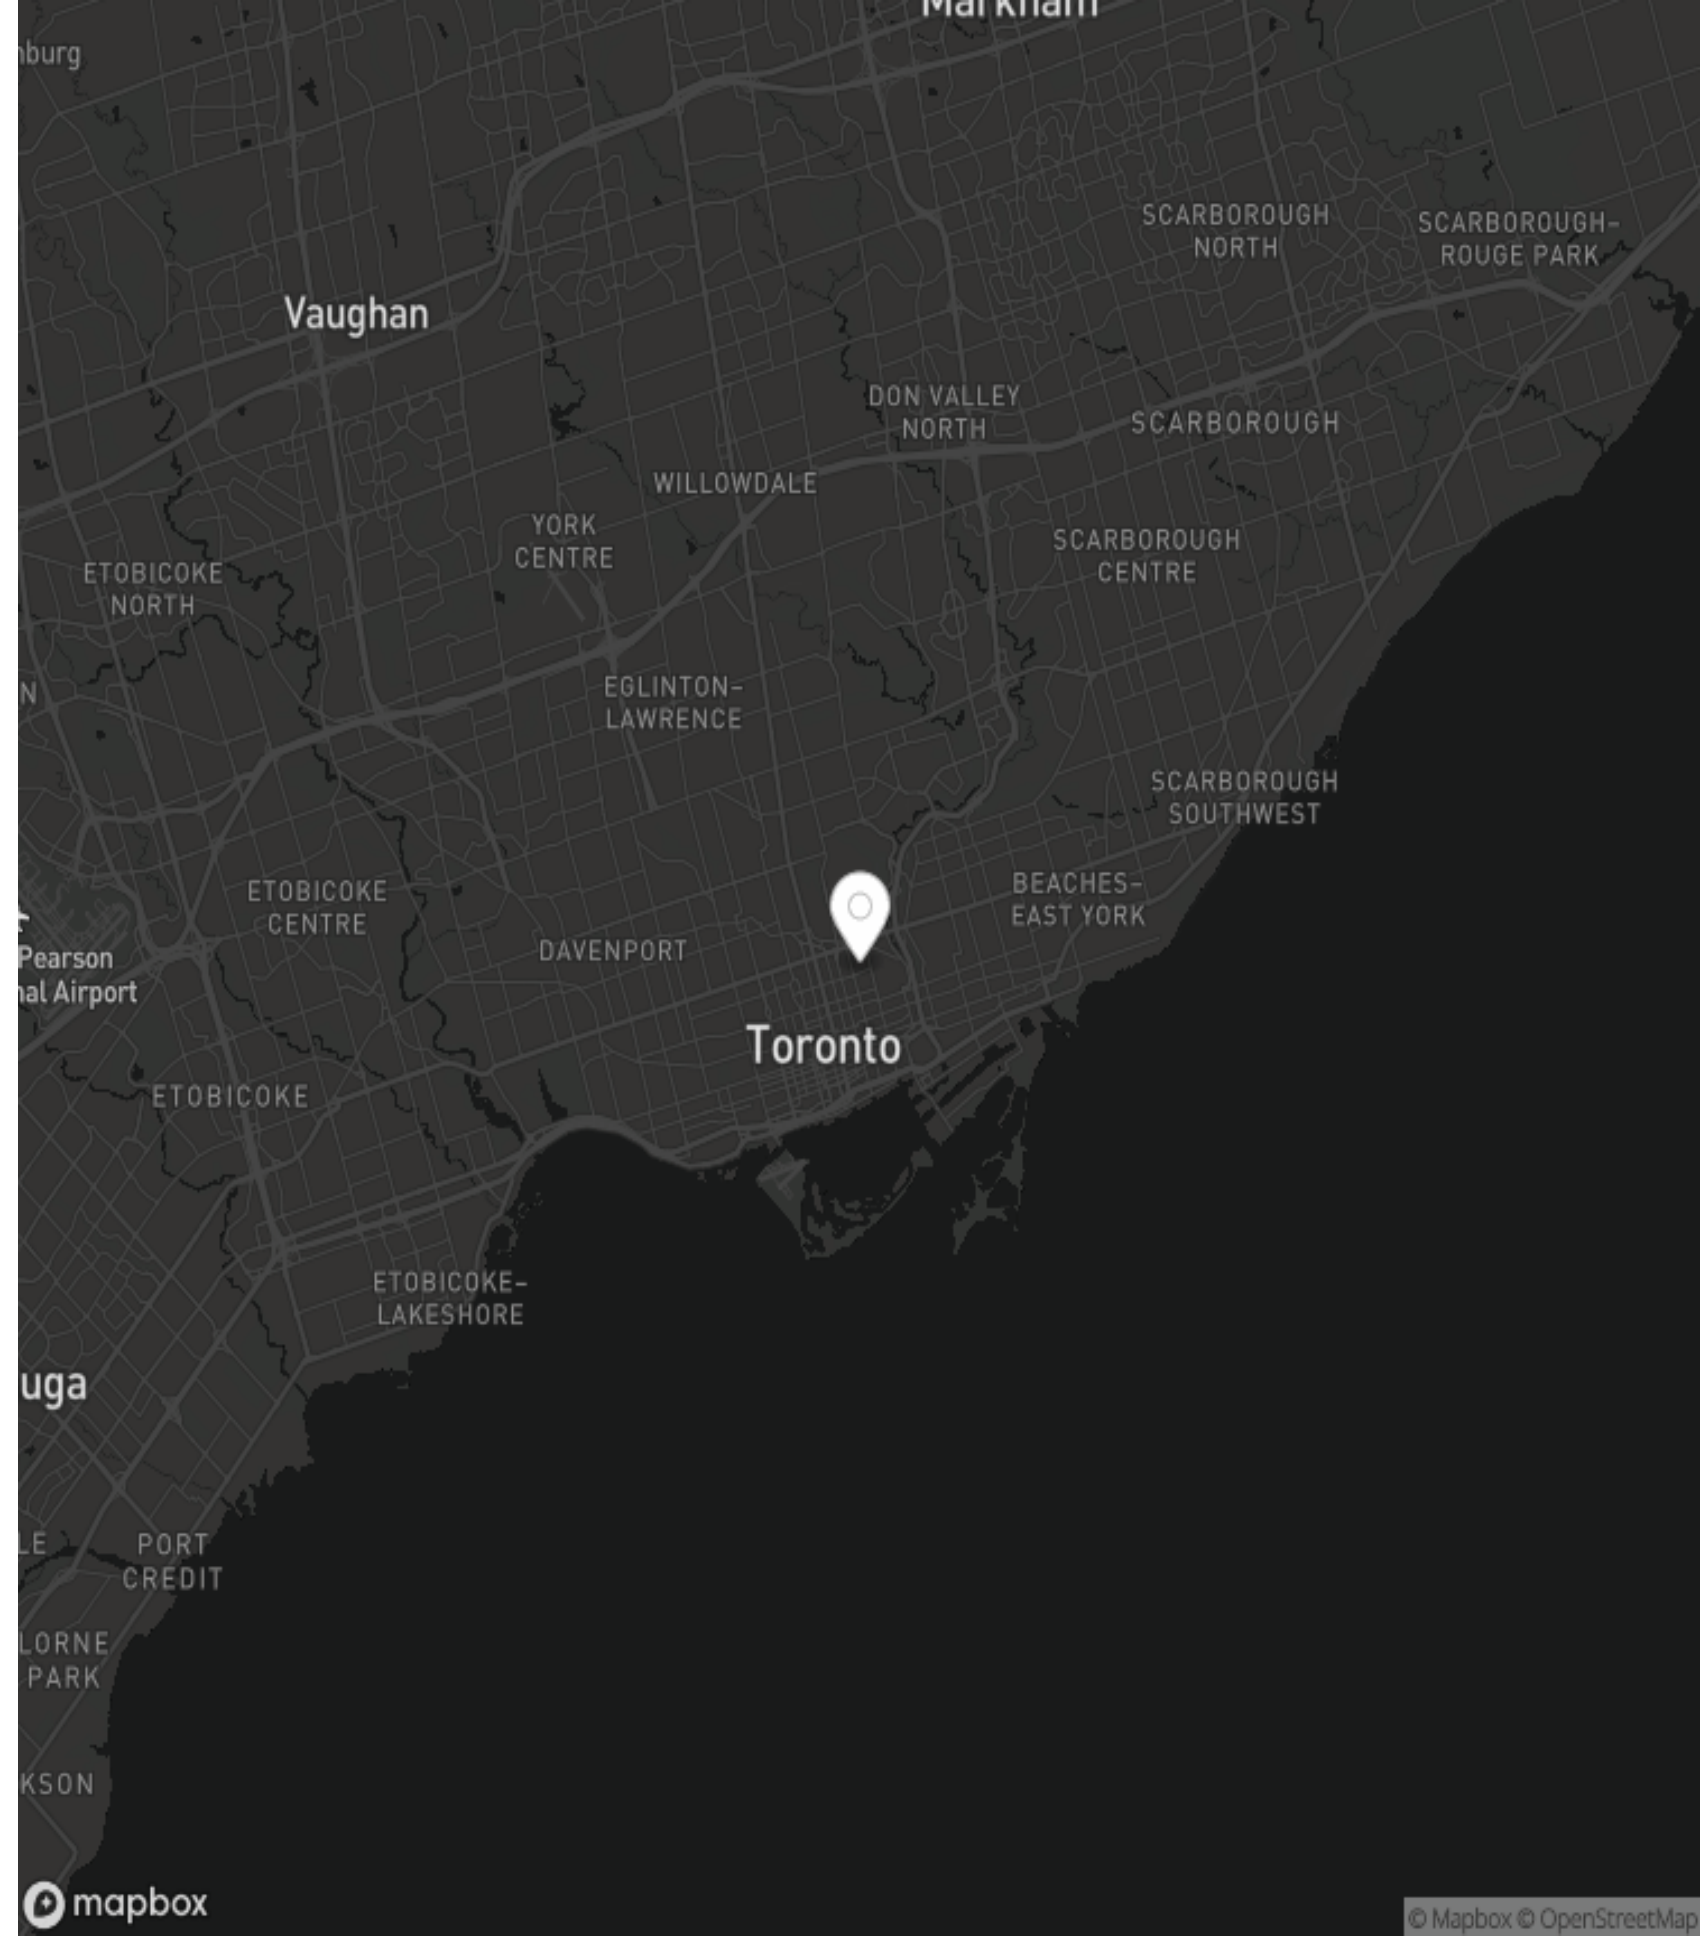 Markham
nburg
SCARBOROUGH
NORTH
SCARBOROUGH-
ROUGE PARK
Vaughan
DON VALLEY
NORTH
SCARBOROUGH
WILLOWDALE
YORK
CENTRE
SCARBOROUGH
CENTRE
ETOBICOKE
NORTH
N
EGLINTON-
LAWRENCE
SCARBOROUGH
SOUTHWEST
ETOBICOKE
CENTRE
BEACHES-
EAST YORK
DAVENPORT
Pearson
nal Airport
Toronto
ETOBICOKE
ETOBICOKE-
LAKESHORE
uga
LE
PORT
CREDIT
LORNE
PARK
KSON
mapbox
© Mapbox © OpenStreetMap